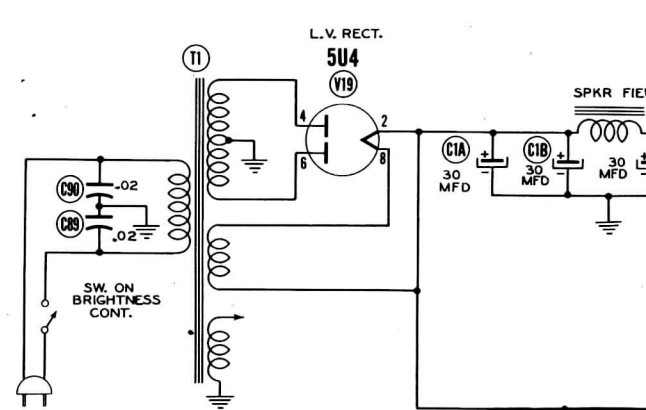 L.V. RECT.
5U4
V19
T1
4
2
6
8
SPKR FIE
C1A
30
MFD
+
-
C1B
30
MFD
+
-
30
MFD
+
C90
.02
C89
.02
SW. ON
BRIGHTNESS
CONT.